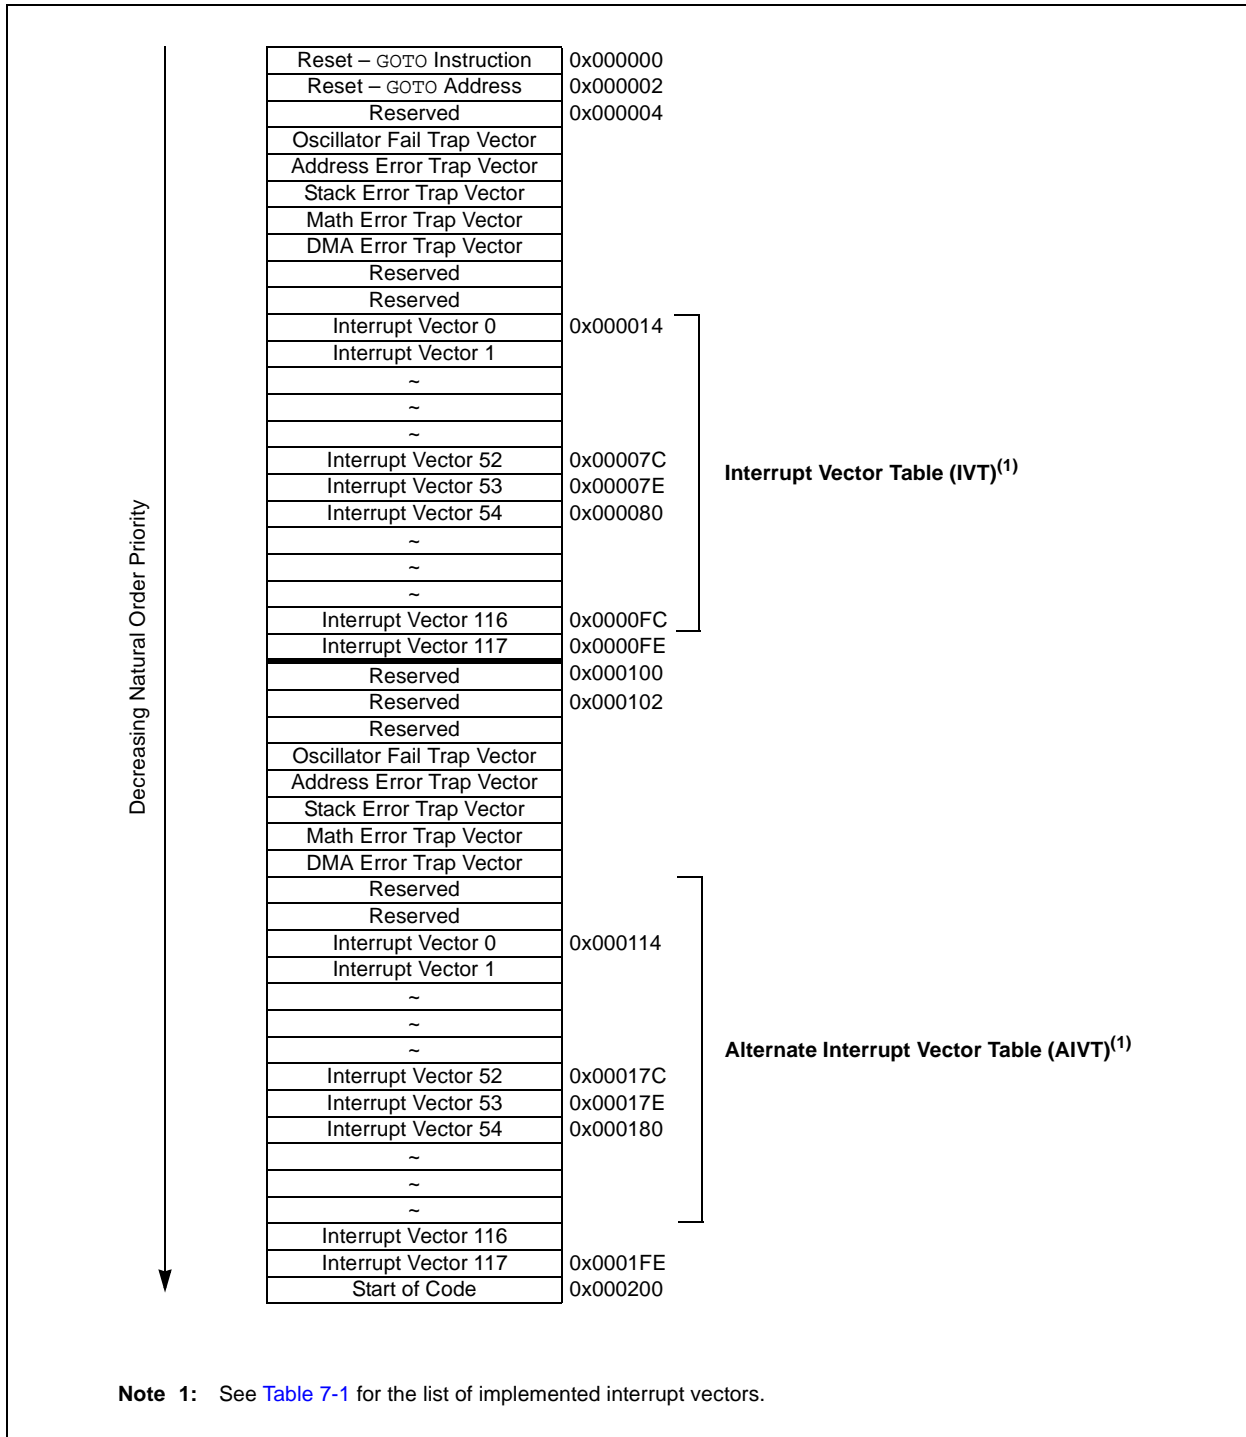 Reset – GOTO Instruction 0x000000
Reset – GOTO Address 0x000002
Reserved 0x000004
Oscillator Fail Trap Vector
Address Error Trap Vector
Stack Error Trap Vector
Math Error Trap Vector
DMA Error Trap Vector
Reserved
Reserved
Interrupt Vector 0 0x000014
Interrupt Vector 1
~
~
~
Interrupt Vector 52 0x00007C
Interrupt Vector 53 0x00007E
Interrupt Vector 54 0x000080
~
~
~
Interrupt Vector 116 0x0000FC
Interrupt Vector 117 0x0000FE
Reserved 0x000100
Reserved 0x000102
Reserved
Oscillator Fail Trap Vector
Address Error Trap Vector
Stack Error Trap Vector
Math Error Trap Vector
DMA Error Trap Vector
Reserved
Reserved
Interrupt Vector 0 0x000114
Interrupt Vector 1
~
~
~
Interrupt Vector 52 0x00017C
Interrupt Vector 53 0x00017E
Interrupt Vector 54 0x000180
~
~
~
Interrupt Vector 116
Interrupt Vector 117 0x0001FE
Start of Code 0x000200
Decreasing Natural Order Priority
Interrupt Vector Table (IVT)(1)
Alternate Interrupt Vector Table (AIVT)(1)
Note 1: See Table 7-1 for the list of implemented interrupt vectors.